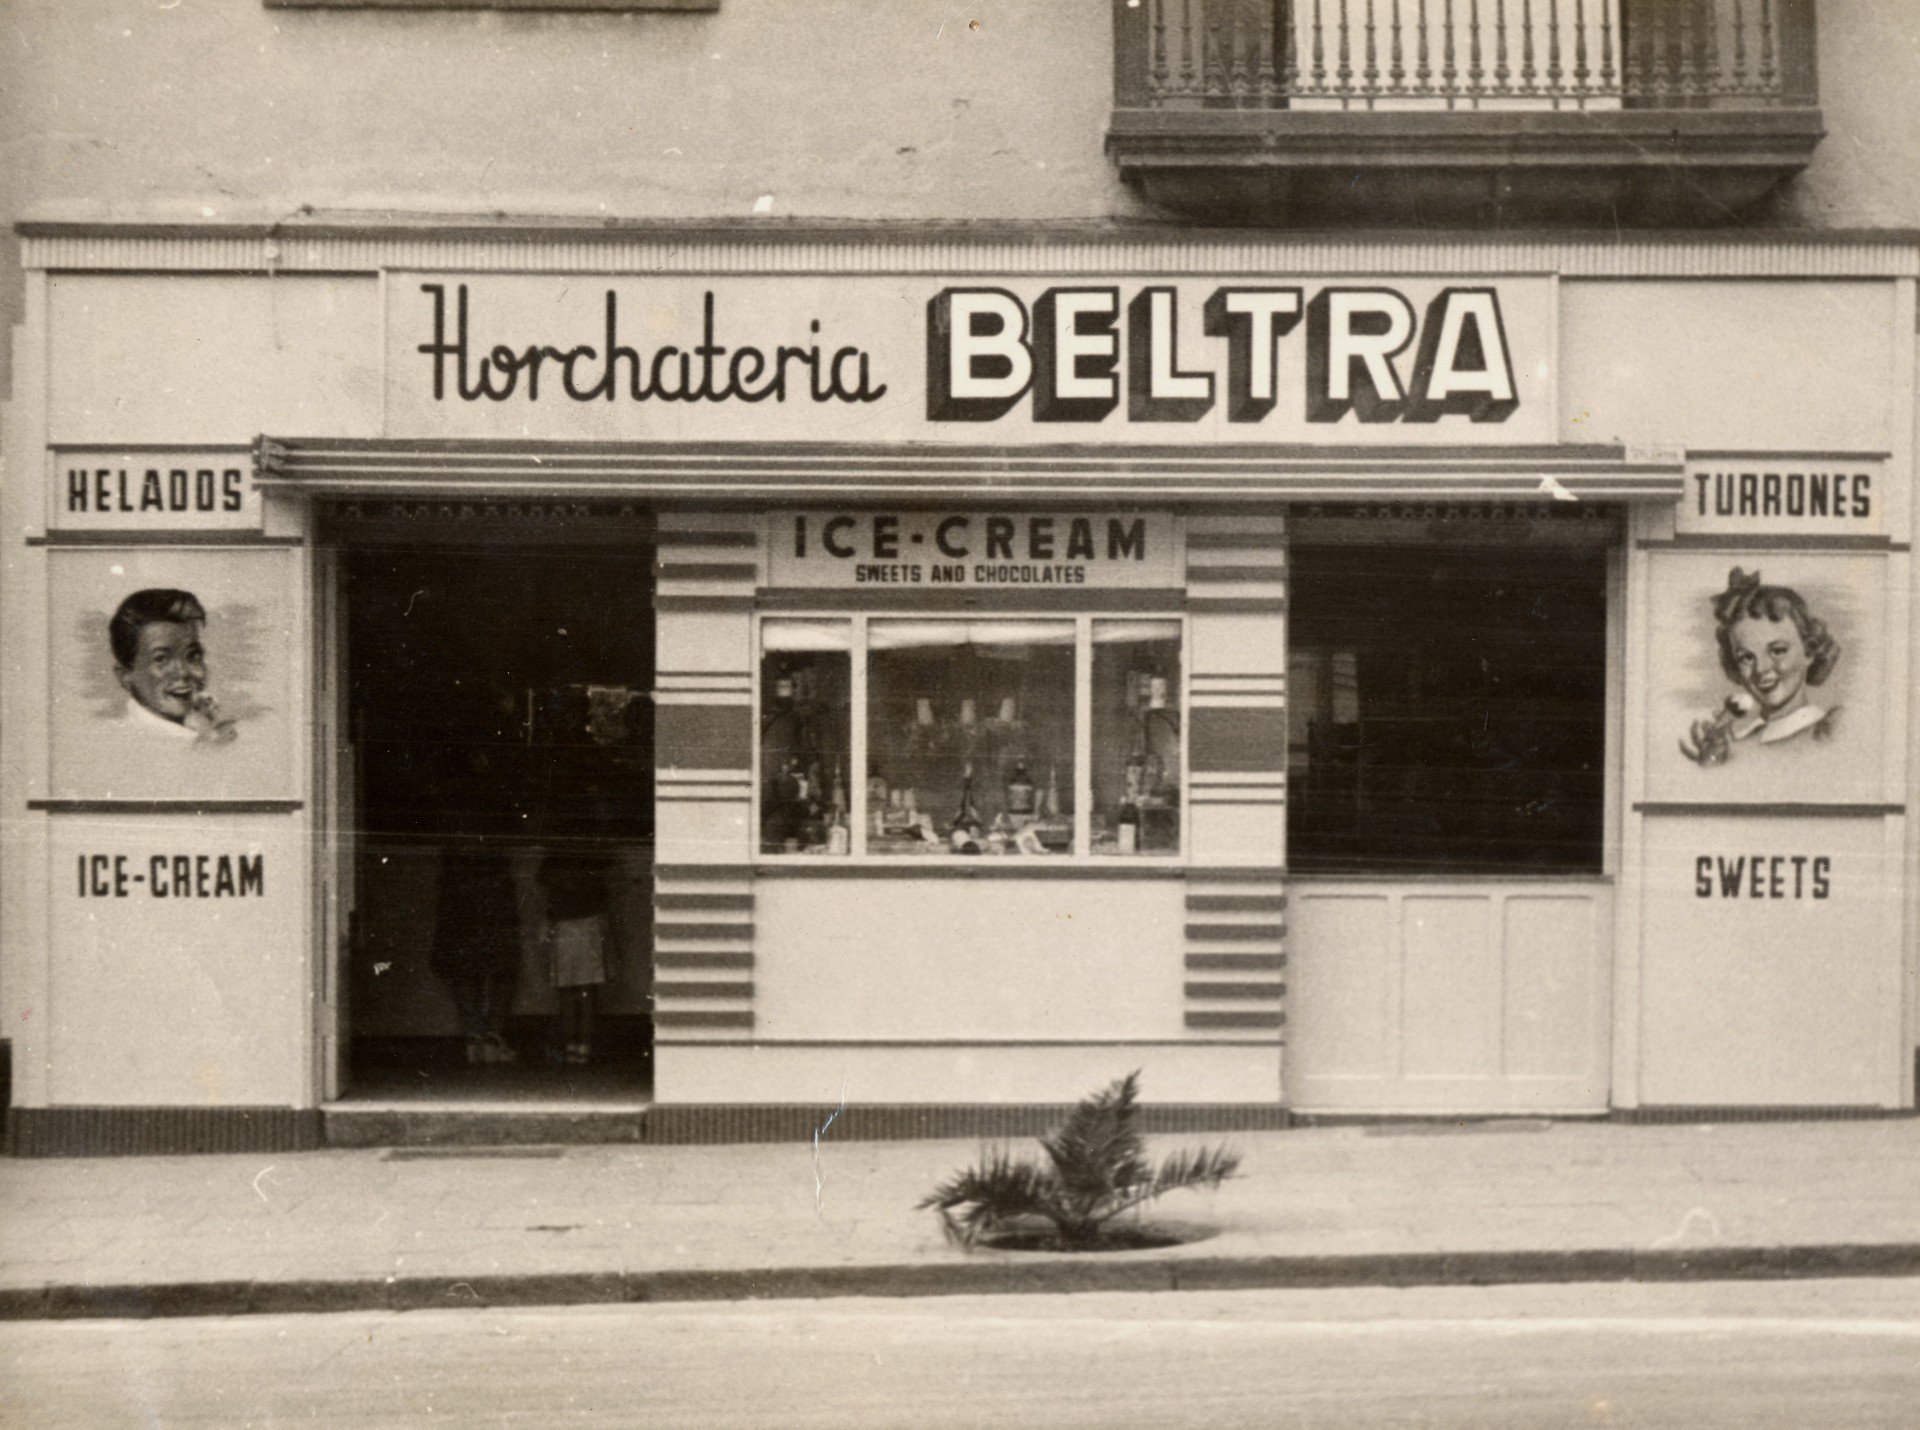 Horchateria BELTRA
HELADOS
TURRONES
ICE-CREAM
SWEETS AND CHOCOLATES
ICE-CREAM
SWEETS